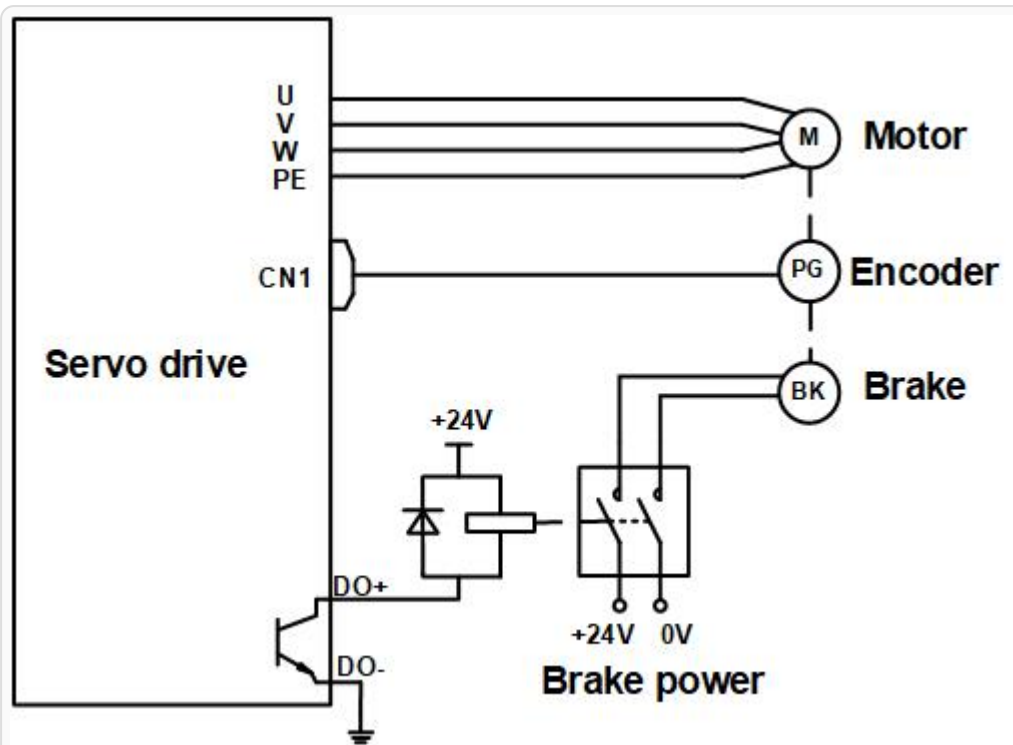 U
V
W
PE
M
Motor
CN1
PG
Encoder
Servo drive
BK
Brake
+24V
DO+
DO-
+24V 0V
Brake power